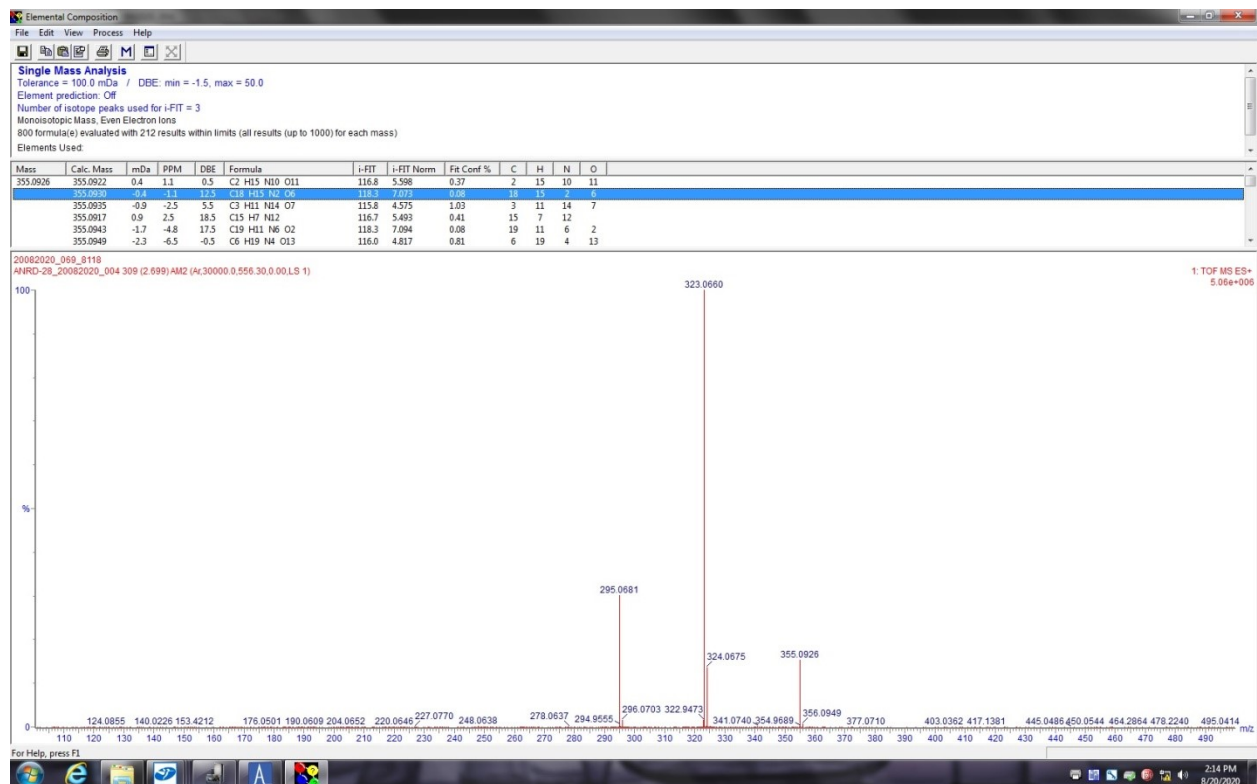 Elemental Composition
File Edit View Process Help
Single Mass Analysis
Tolerance = 100.0 mDa / DBE: min = -1.5, max = 50.0
Element prediction: Off
Number of isotope peaks used for i-FIT = 3
Monoisotopic Mass, Even Electron Ions
800 formula(e) evaluated with 212 results within limits (all results (up to 1000) for each mass)
Elements Used:
Mass Calc. Mass mDa PPM DBE Formula i-FIT i-FIT Norm Fit Conf % C H N O
355.0926 355.0922 0.4 1.1 0.5 C2 H15 N10 O11 116.8 5.598 0.37 2 15 10 11
355.0930 -0.4 -1.1 12.5 C18 H15 N2 O6 118.3 7.073 0.08 18 15 2 6
355.0935 -0.9 -2.5 5.5 C3 H11 N14 O7 115.8 4.575 1.03 3 11 14 7
355.0917 0.9 2.5 18.5 C15 H7 N12 116.7 5.493 0.41 15 7 12
355.0943 -1.7 -4.8 17.5 C19 H11 N6 O2 118.3 7.094 0.08 19 11 6 2
355.0949 -2.3 -6.5 -0.5 C6 H19 N4 O13 116.0 4.817 0.81 6 19 4 13
20082020_069_8118
ANRD-28_20082020_004 309 (2.699) AM2 (Ar,30000.0,556.30,0.00,LS 1)
1: TOF MS ES+
5.06e+006
100
323.0660
%
295.0681
324.0675
355.0926
0
124.0855 140.0226 153.4212 176.0501 190.0609 204.0652 220.0646 227.0770 248.0638 278.0637 294.9555 296.0703 322.9473 341.0740 354.9689 356.0949 377.0710 403.0362 417.1381 445.0486 450.0544 464.2864 478.2240 495.0414
m/z
110 120 130 140 150 160 170 180 190 200 210 220 230 240 250 260 270 280 290 300 310 320 330 340 350 360 370 380 390 400 410 420 430 440 450 460 470 480 490
For Help, press F1
2:14 PM
8/20/2020